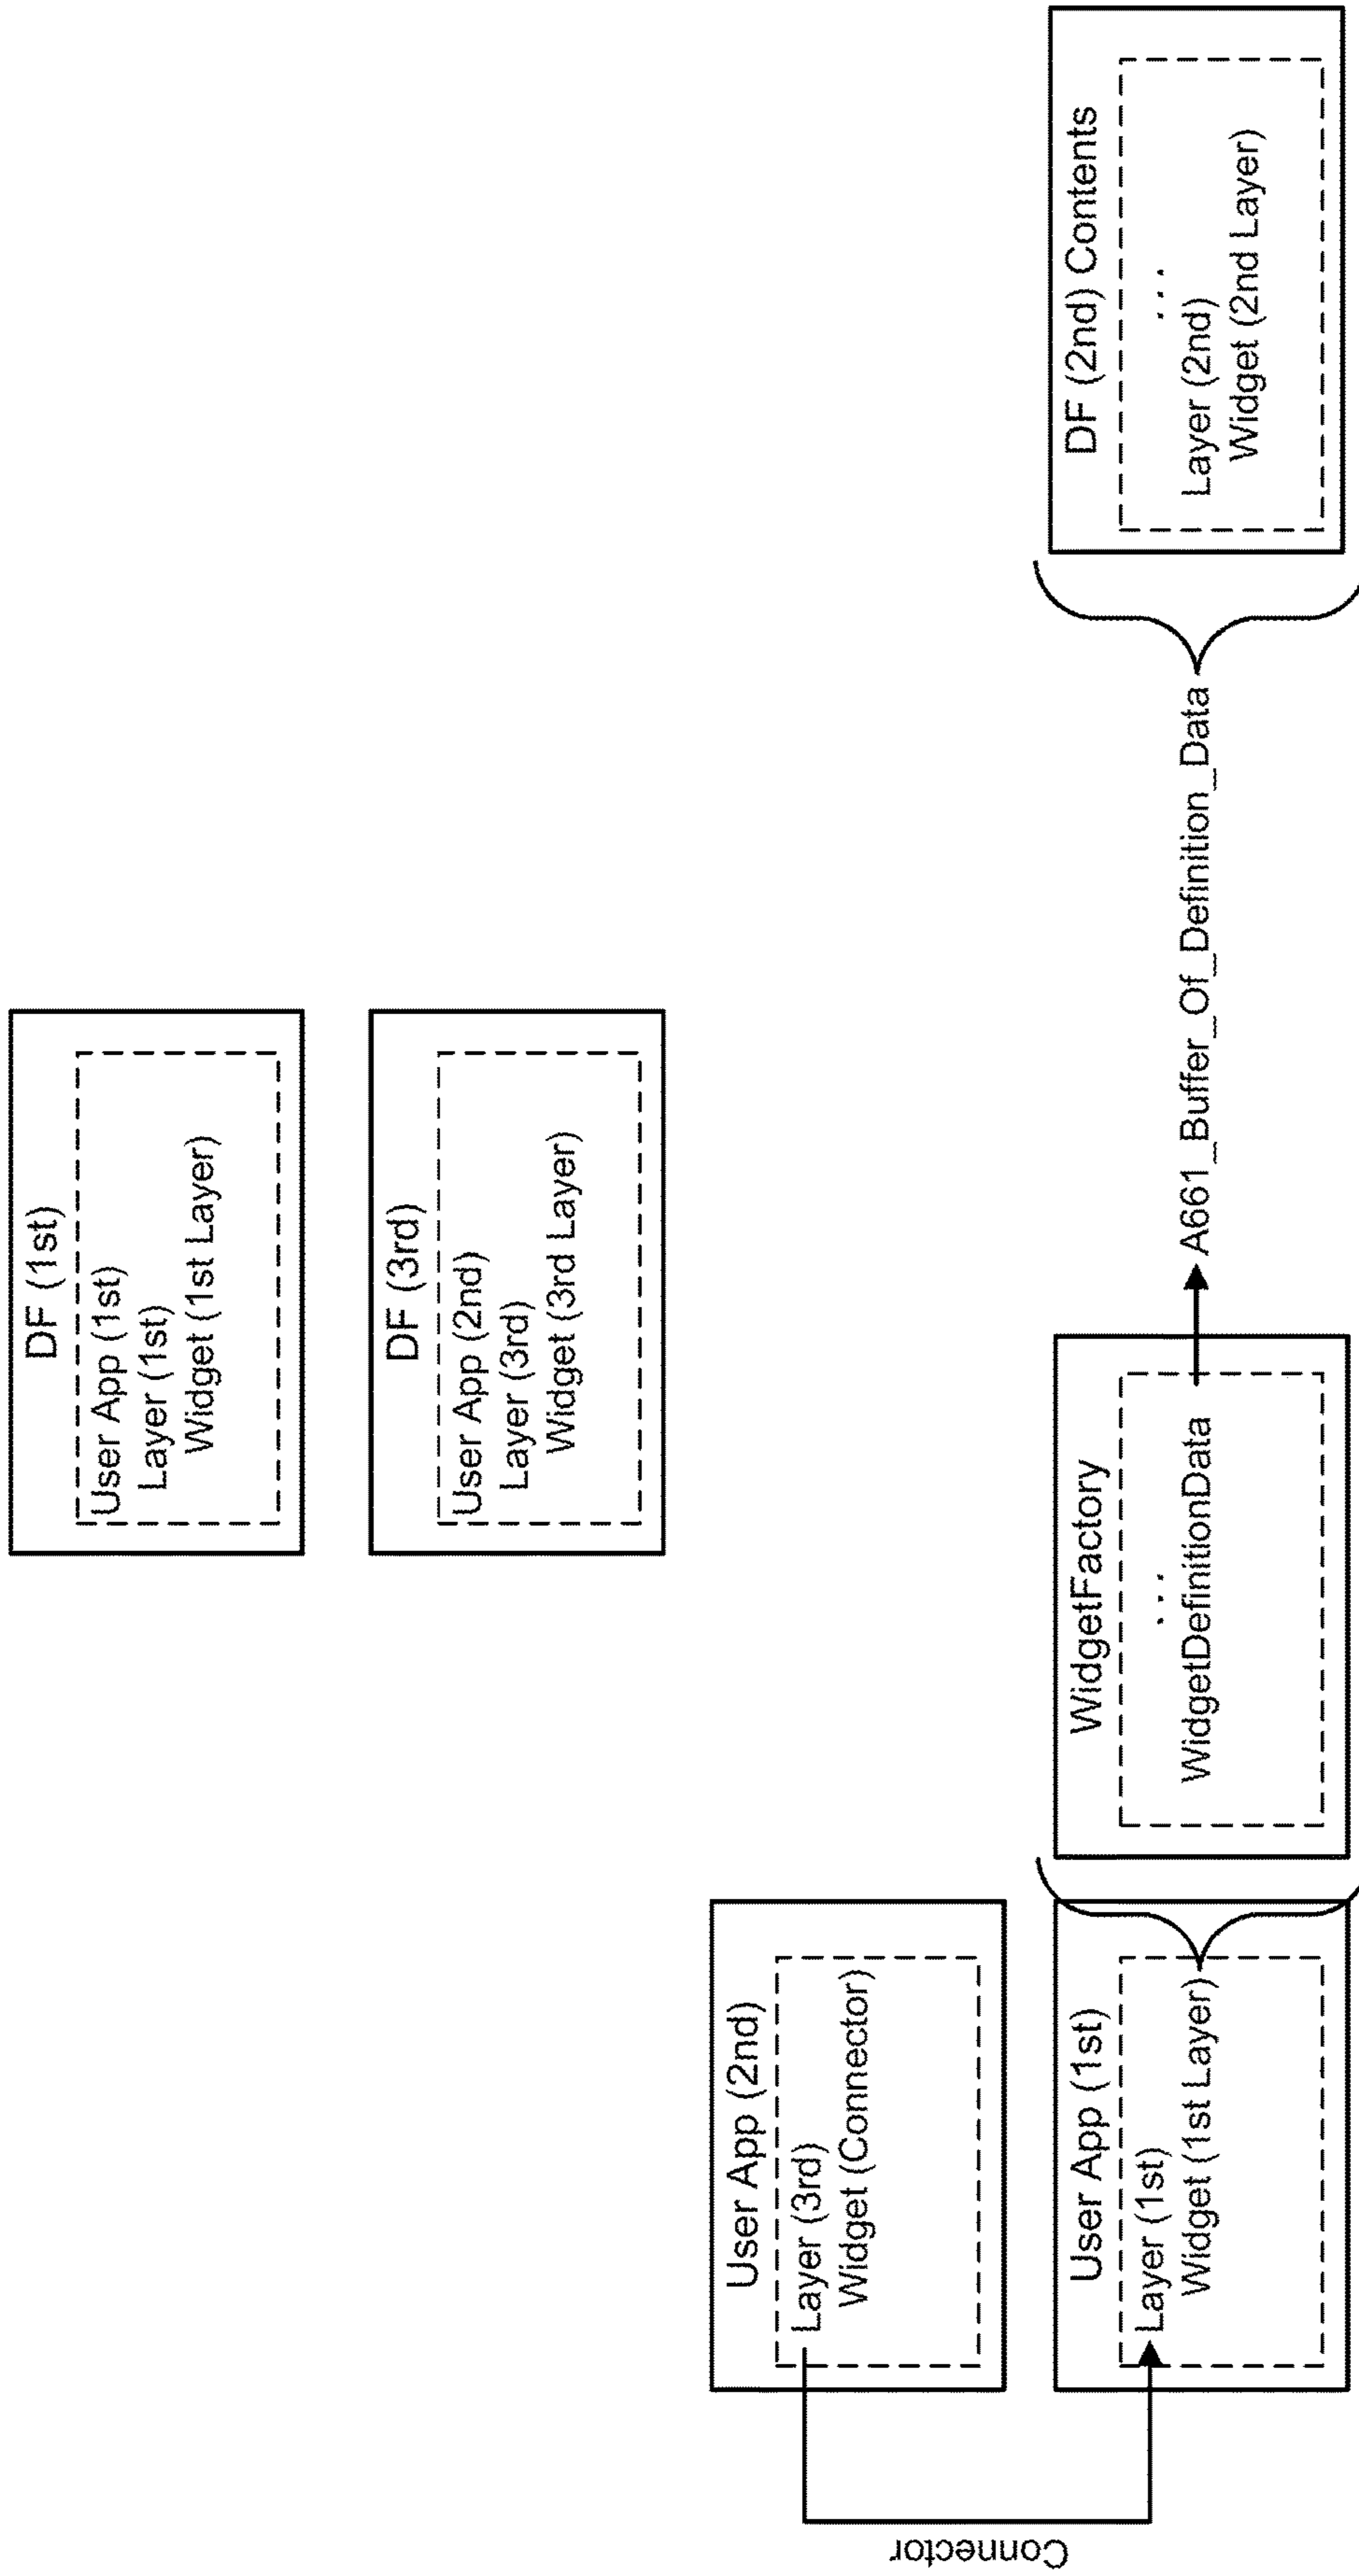 DF (1st)
User App (1st)
Layer (1st)
Widget (1st Layer)
DF (3rd)
User App (2nd)
Layer (3rd)
Widget (3rd Layer)
User App (2nd)
Layer (3rd)
Widget (Connector)
Connector
User App (1st)
Layer (1st)
Widget (1st Layer)
WidgetFactory
...
WidgetDefinitionData
A661_Buffer_Of_Definition_Data
DF (2nd) Contents
...
Layer (2nd)
Widget (2nd Layer)